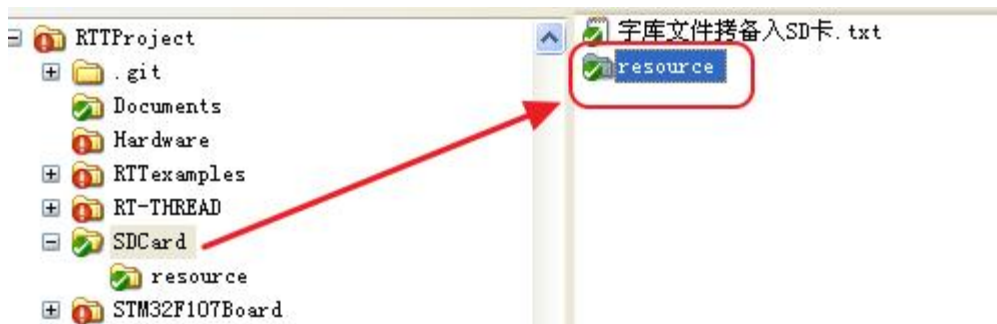 RTTProject
.git
Documents
Hardware
RTTexamples
RT-THREAD
SDCard
resource
STM32F107Board
字库文件拷备入SD卡.txt
resource